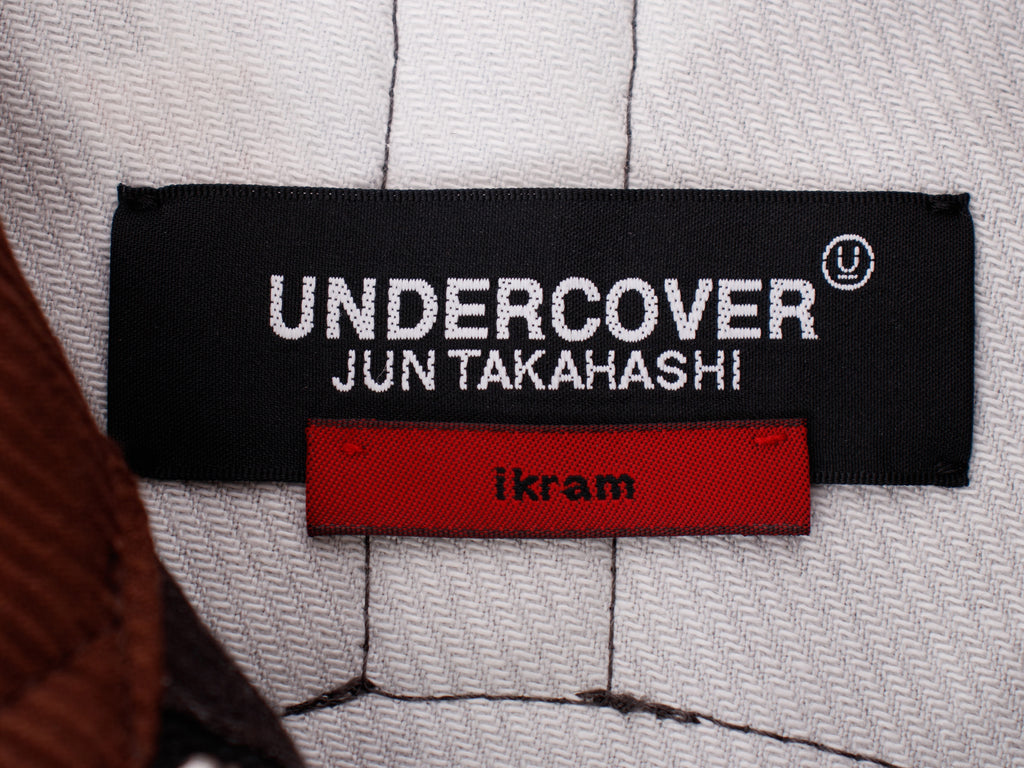 U
UNDERCOVER
JUN TAKAHASHI
ikram